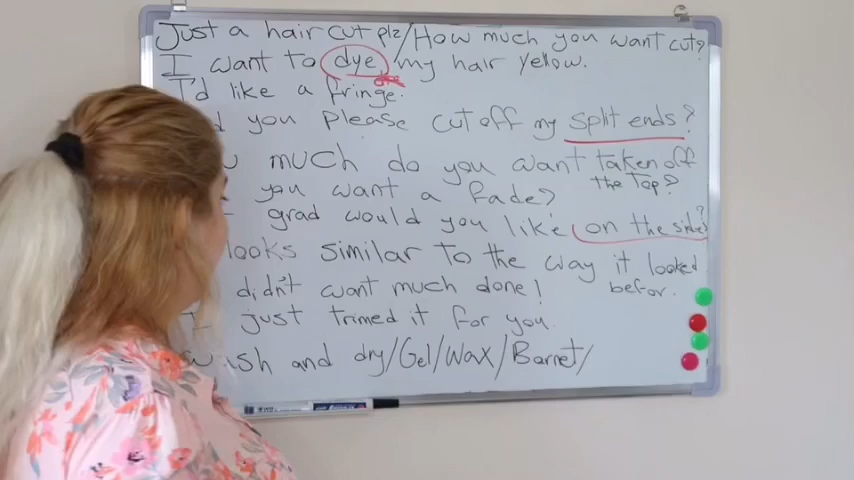 Just a hair cut plz/How much you want cut?
I want to dye my hair yellow.
I'd like a fringe.
you please cut off my split ends?
much do you want taken off
the Top?
you want a fade?
grad would you like on the side?
looks similar to the way it looked
befor.
didn't want much done!
I just trimed it for you.
wash and dry/Gel/Wax/Barnet/